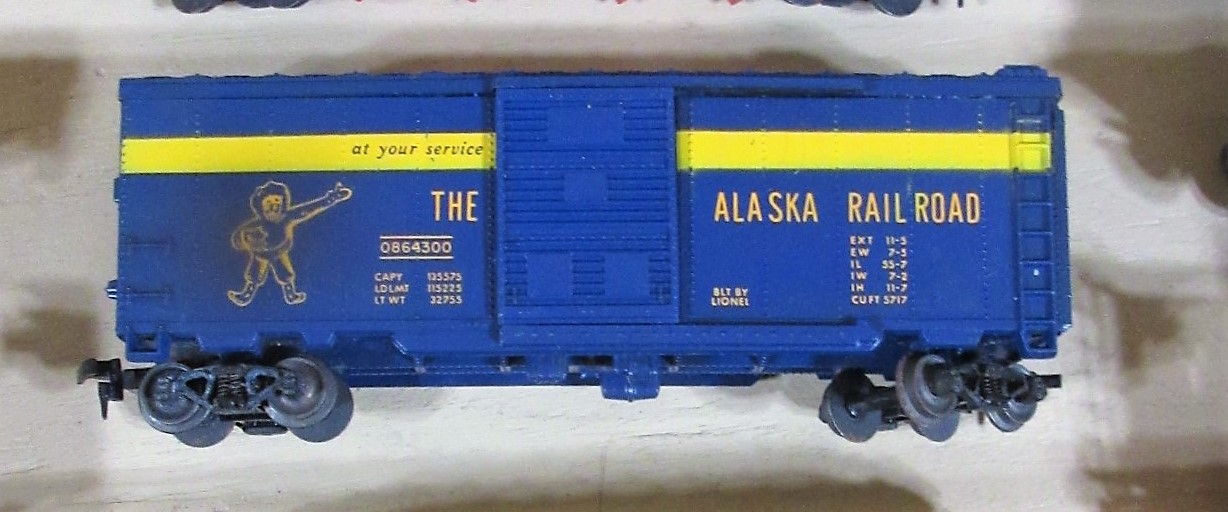 at your service
THE ALASKA RAILROAD
0864300
CAPY 135575
LD LMT 115225
LT WT 32755
BLT BY
LIONEL
EXT 11-5
EW 7-5
IL 55-7
IW 7-2
IH 11-7
CU FT 5717